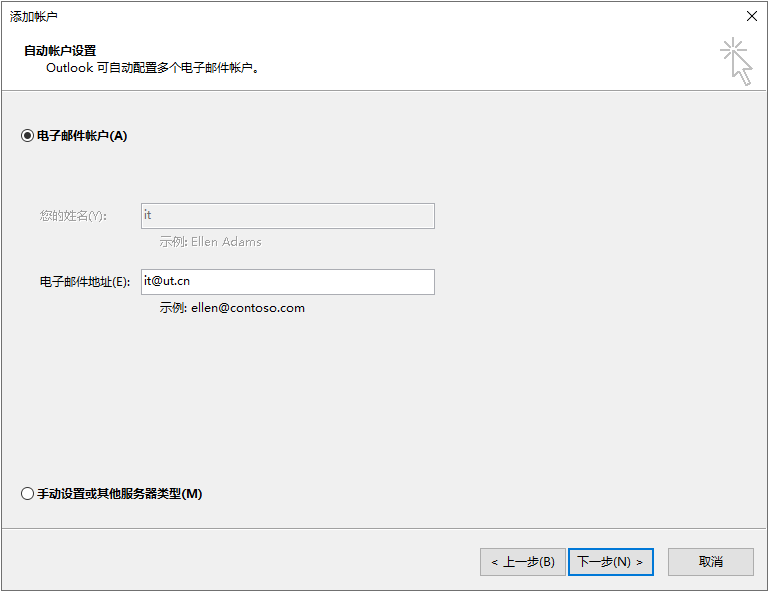 添加帐户
自动帐户设置
Outlook 可自动配置多个电子邮件帐户。
电子邮件帐户(A)
您的姓名(Y): it
示例: Ellen Adams
电子邮件地址(E): it@ut.cn
示例: ellen@contoso.com
手动设置或其他服务器类型(M)
< 上一步(B) 下一步(N) > 取消